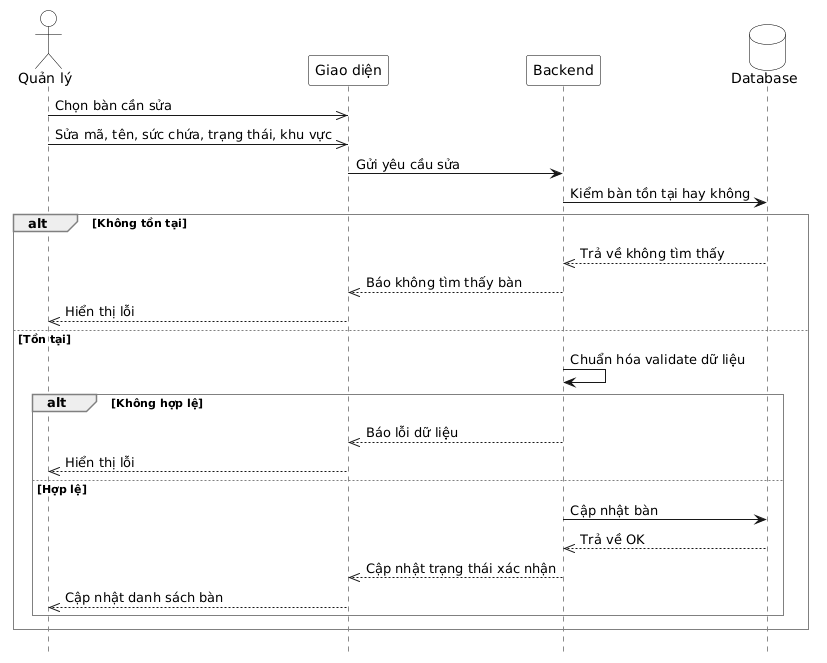 Quản lý
Giao diện
Backend
Database
Chọn bàn cần sửa
Sửa mã, tên, sức chứa, trạng thái, khu vực
Gửi yêu cầu sửa
Kiểm bàn tồn tại hay không
alt [Không tồn tại]
Trả về không tìm thấy
Báo không tìm thấy bàn
Hiển thị lỗi
[Tồn tại]
Chuẩn hóa validate dữ liệu
alt [Không hợp lệ]
Báo lỗi dữ liệu
Hiển thị lỗi
[Hợp lệ]
Cập nhật bàn
Trả về OK
Cập nhật trạng thái xác nhận
Cập nhật danh sách bàn